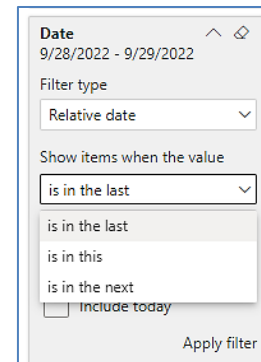 Date
9/28/2022 - 9/29/2022
Filter type
Relative date
Show items when the value
is in the last
is in the last
is in this
is in the next
Include today
Apply filter